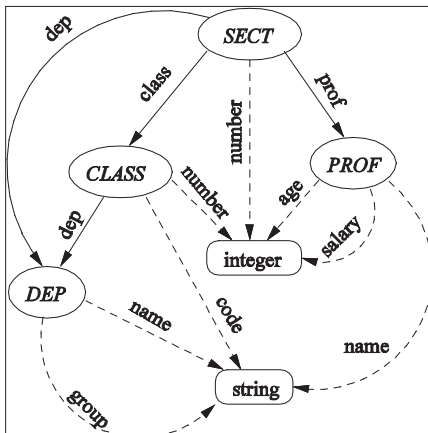 dep
SECT
class
number
prof
CLASS
number
age
PROF
dep
integer
salary
DEP
name
code
name
group
string